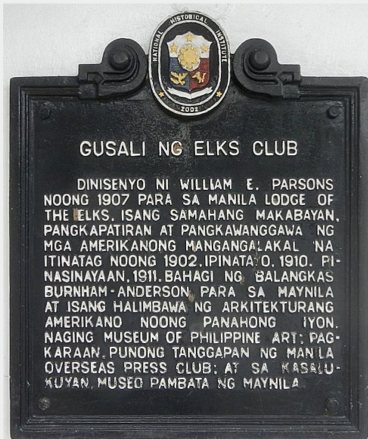 NATIONAL HISTORICAL INSTITUTE
2002
GUSALI NG ELKS CLUB
DINISENYO NI WILLIAM E. PARSONS
NOONG 1907 PARA SA MANILA LODGE OF
THE ELKS, ISANG SAMAHANG MAKABAYAN,
PANGKAPATIRAN AT PANGKAWANGGAWA NG
MGA AMERIKANONG MANGANGALAKAL NA
ITINATAG NOONG 1902. IPINATAYO, 1910. PI-
NASINAYAAN, 1911. BAHAGI NG BALANGKAS
BURNHAM-ANDERSON PARA SA MAYNILA
AT ISANG HALIMBAWA NG ARKITEKTURANG
AMERIKANO NOONG PANAHONG IYON.
NAGING MUSEUM OF PHILIPPINE ART; PAG-
KARAAN, PUNONG TANGGAPAN NG MANILA
OVERSEAS PRESS CLUB; AT SA KASALU-
KUYAN, MUSEO PAMBATA NG MAYNILA.